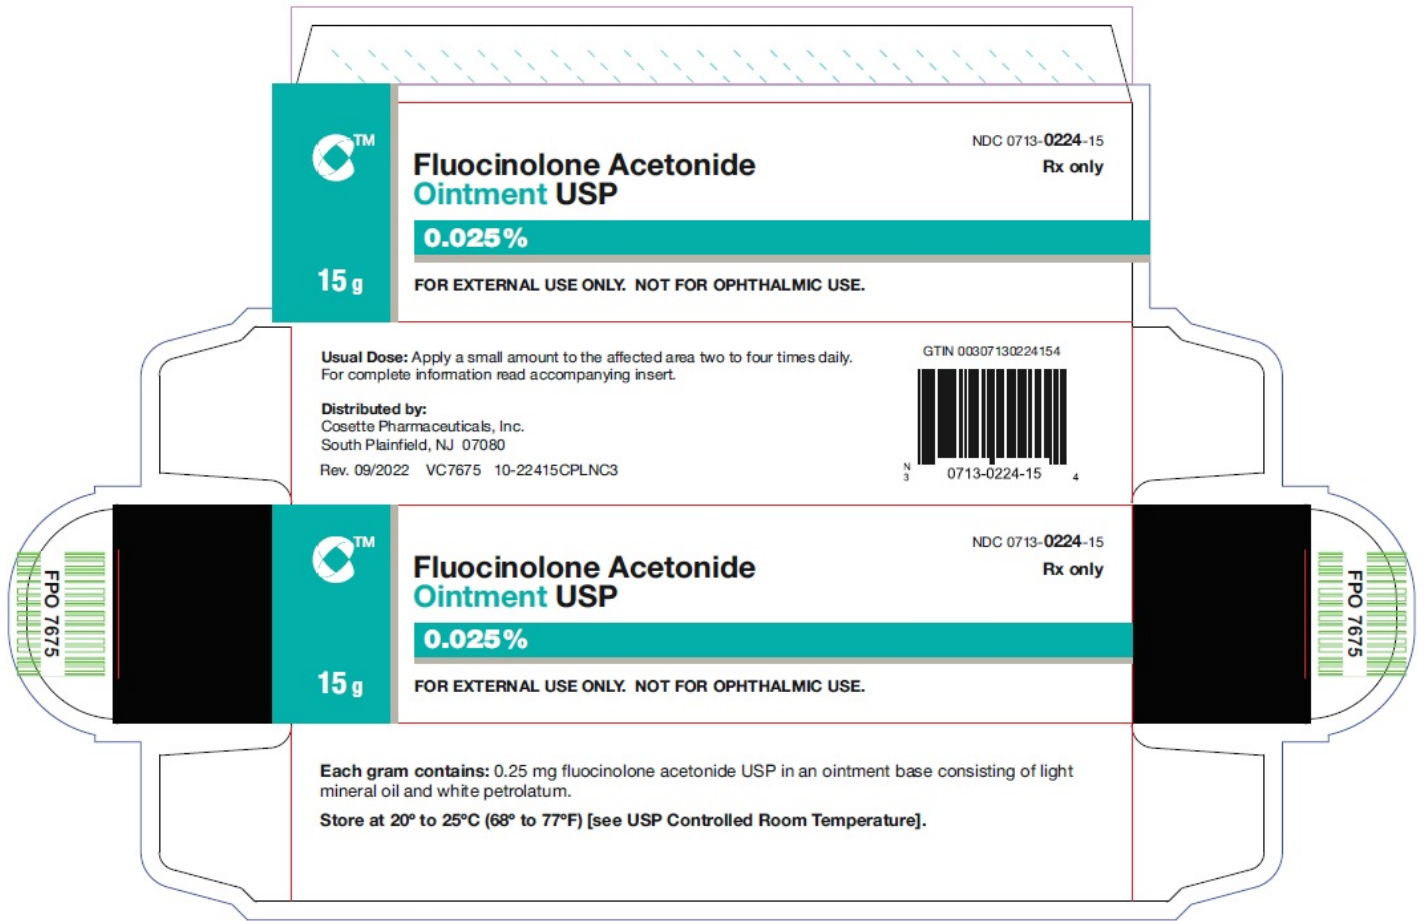 TM
Fluocinolone Acetonide
Ointment USP
NDC 0713-0224-15
Rx only
0.025%
15 g
FOR EXTERNAL USE ONLY. NOT FOR OPHTHALMIC USE.
Usual Dose: Apply a small amount to the affected area two to four times daily.
For complete information read accompanying insert.
Distributed by:
Cosette Pharmaceuticals, Inc.
South Plainfield, NJ 07080
Rev. 09/2022 VC7675 10-22415CPLNC3
GTIN 00307130224154
N
3
0713-0224-15
4
FPO 7675
TM
Fluocinolone Acetonide
Ointment USP
NDC 0713-0224-15
Rx only
0.025%
15 g
FOR EXTERNAL USE ONLY. NOT FOR OPHTHALMIC USE.
FPO 7675
Each gram contains: 0.25 mg fluocinolone acetonide USP in an ointment base consisting of light
mineral oil and white petrolatum.
Store at 20º to 25ºC (68º to 77ºF) [see USP Controlled Room Temperature].